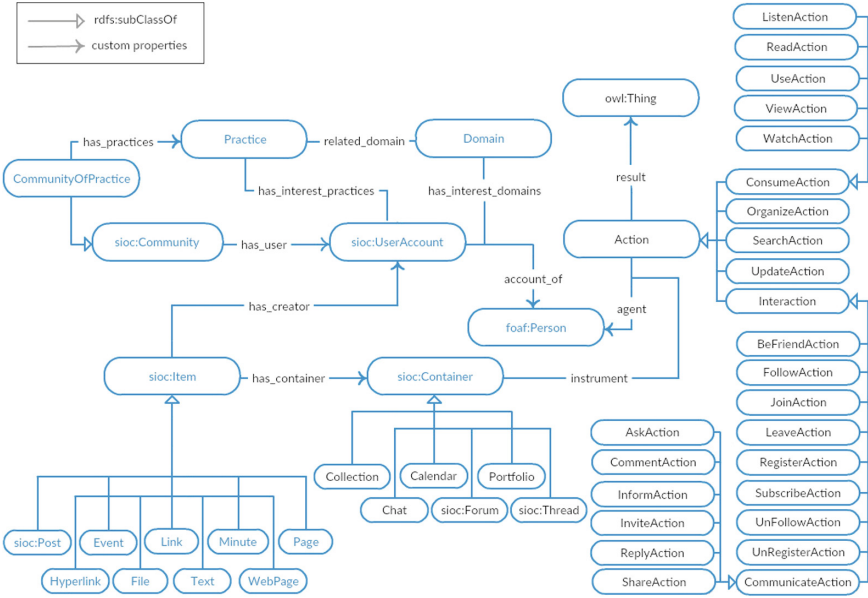 rdfs:subClassOf
custom properties
ListenAction
ReadAction
UseAction
ViewAction
WatchAction
owl:Thing
has_practices
Practice
related_domain
Domain
CommunityOfPractice
has_interest_practices
has_interest_domains
result
ConsumeAction
OrganizeAction
SearchAction
UpdateAction
Interaction
sioc:Community
has_user
sioc:UserAccount
Action
account_of
has_creator
agent
foaf:Person
sioc:Item
has_container
sioc:Container
instrument
BeFriendAction
FollowAction
JoinAction
LeaveAction
RegisterAction
SubscribeAction
UnFollowAction
UnRegisterAction
CommunicateAction
AskAction
CommentAction
InformAction
InviteAction
ReplyAction
ShareAction
Collection
Calendar
Portfolio
Chat
sioc:Forum
sioc:Thread
sioc:Post
Event
Link
Minute
Page
Hyperlink
File
Text
WebPage